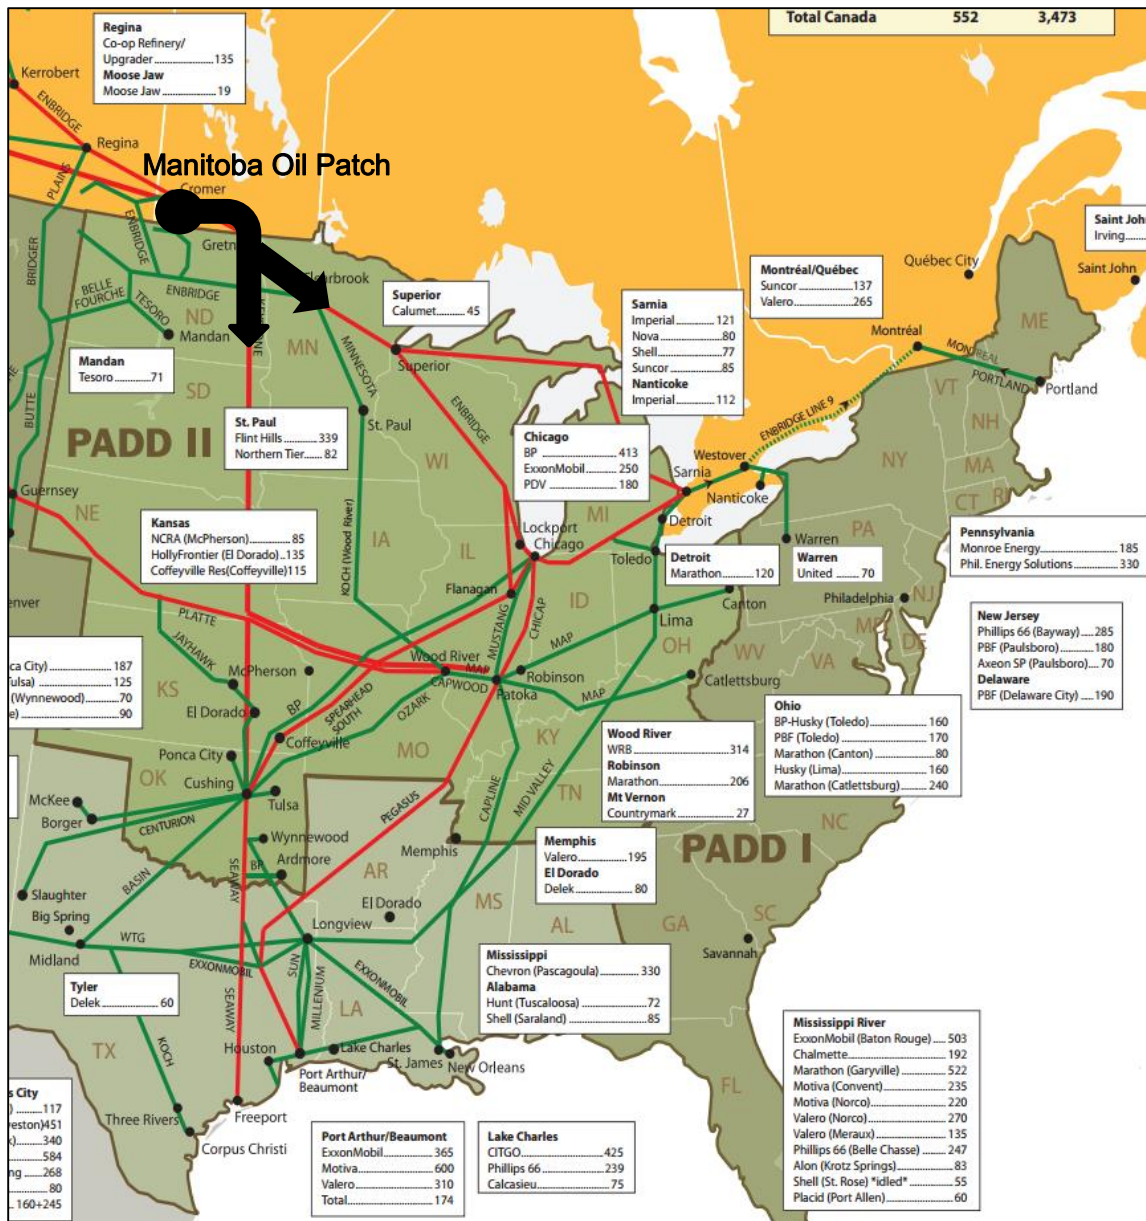 Total Canada 552 3,473
Regina
Co-op Refinery/
Upgrader 135
Moose Jaw
Moose Jaw 19
Kerrobert
ENBRIDGE
Regina
Manitoba Oil Patch
Cromer
PLAINS
ENBRIDGE
BRIDGER
Saint John
Irving
Québec City
Saint John
Montréal/Québec
Suncor 137
Valero 265
BELLE
FOURCHE
ENBRIDGE
TESORO
ND
Mandan
Superior
Calumet 45
Sarnia
Imperial 121
Nova 80
Shell 77
Suncor 85
Nanticoke
Imperial 112
ME
Montréal
MONTREAL
PORTLAND
Portland
MN
MINNESOTA
Superior
Mandan
Tesoro 71
SD
BUTTE
VT
NH
ENBRIDGE LINE 9
St. Paul
Flint Hills 339
Northern Tier 82
St. Paul
ENBRIDGE
WI
Chicago
BP 413
ExxonMobil 250
PDV 180
PADD II
Westover
NY
MA
CT
RI
Sarnia
Nanticoke
MI
Guernsey
NE
Kansas
NCRA (McPherson) 85
HollyFrontier (El Dorado) 135
Coffeyville Res(Coffeyville)115
KOCH (Wood River)
IA
IL
Lockport
Chicago
Detroit
Toledo
Detroit
Marathon 120
Warren
Warren
United 70
PA
Pennsylvania
Monroe Energy 185
Phil. Energy Solutions 330
Flanagan
ID
Canton
Lima
Philadelphia
NJ
New Jersey
Phillips 66 (Bayway) 285
PBF (Paulsboro) 180
Axeon SP (Paulsboro) 70
Delaware
PBF (Delaware City) 190
PLATTE
JAYHAWK
MUSTANG
CHICAP
MAP
OH
DE
WV
VA
187
125
(Wynnewood) 70
90
KS
McPherson
Wood River
MAP
CAPWOOD
Robinson
Patoka
MAP
Catlettsburg
El Dorado
BP
SPEARHEAD
SOUTH
OZARK
Ohio
BP-Husky (Toledo) 160
PBF (Toledo) 170
Marathon (Canton) 80
Husky (Lima) 160
Marathon (Catlettsburg) 240
Coffeyville
MO
KY
Wood River
WRB 314
Robinson
Marathon 206
Mt Vernon
Countrymark 27
Ponca City
OK
Cushing
Tulsa
McKee
Borger
CENTURION
PEGASUS
CAPLINE
MID VALLEY
TN
NC
Wynnewood
Ardmore
BP
Memphis
Memphis
Valero 195
El Dorado
Delek 80
PADD I
BASIN
SEAWAY
AR
Slaughter
Big Spring
El Dorado
MS
AL
GA
SC
Savannah
Longview
WTG
Midland
EXXONMOBIL
SUN
MILLENIUM
EXXONMOBIL
Mississippi
Chevron (Pascagoula) 330
Alabama
Hunt (Tuscaloosa) 72
Shell (Saraland) 85
Tyler
Delek 60
SEAWAY
LA
TX
KOCH
Houston
Lake Charles
St. James
New Orleans
Port Arthur/
Beaumont
Freeport
FL
Three Rivers
Corpus Christi
s City
117
451
340
584
268
80
160+245
Port Arthur/Beaumont
ExxonMobil 365
Motiva 600
Valero 310
Total 174
Lake Charles
CITGO 425
Phillips 66 239
Calcasieu 75
Mississippi River
ExxonMobil (Baton Rouge) 503
Chalmette 192
Marathon (Garyville) 522
Motiva (Convent) 235
Motiva (Norco) 220
Valero (Norco) 270
Valero (Meraux) 135
Phillips 66 (Belle Chasse) 247
Alon (Krotz Springs) 83
Shell (St. Rose) *idled* 55
Placid (Port Allen) 60